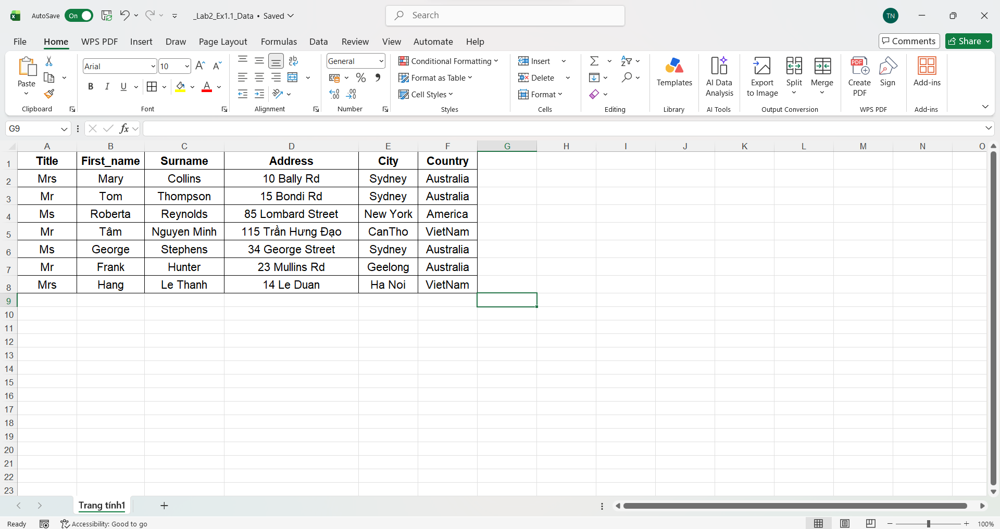 AutoSave On _Lab2_Ex1.1_Data • Saved Search TN
File Home WPS PDF Insert Draw Page Layout Formulas Data Review View Automate Help Comments Share
Paste
Clipboard
Arial 10
B I U A
Font
Alignment
General
Number
Conditional Formatting
Format as Table
Cell Styles
Styles
Insert
Delete
Format
Cells
Editing
Templates
Library
AI Data
Analysis
AI Tools
Export
to Image
Split
Merge
Output Conversion
Create
PDF
Sign
WPS PDF
Add-ins
Add-ins
G9 fx
A B C D E F G H I J K L M N O
1 Title First_name Surname Address City Country
2 Mrs Mary Collins 10 Bally Rd Sydney Australia
3 Mr Tom Thompson 15 Bondi Rd Sydney Australia
4 Ms Roberta Reynolds 85 Lombard Street New York America
5 Mr Tâm Nguyen Minh 115 Trần Hưng Đạo CanTho VietNam
6 Ms George Stephens 34 George Street Sydney Australia
7 Mr Frank Hunter 23 Mullins Rd Geelong Australia
8 Mrs Hang Le Thanh 14 Le Duan Ha Noi VietNam
9
10
11
12
13
14
15
16
17
18
19
20
21
22
23
Trang tính1
Ready Accessibility: Good to go 100%